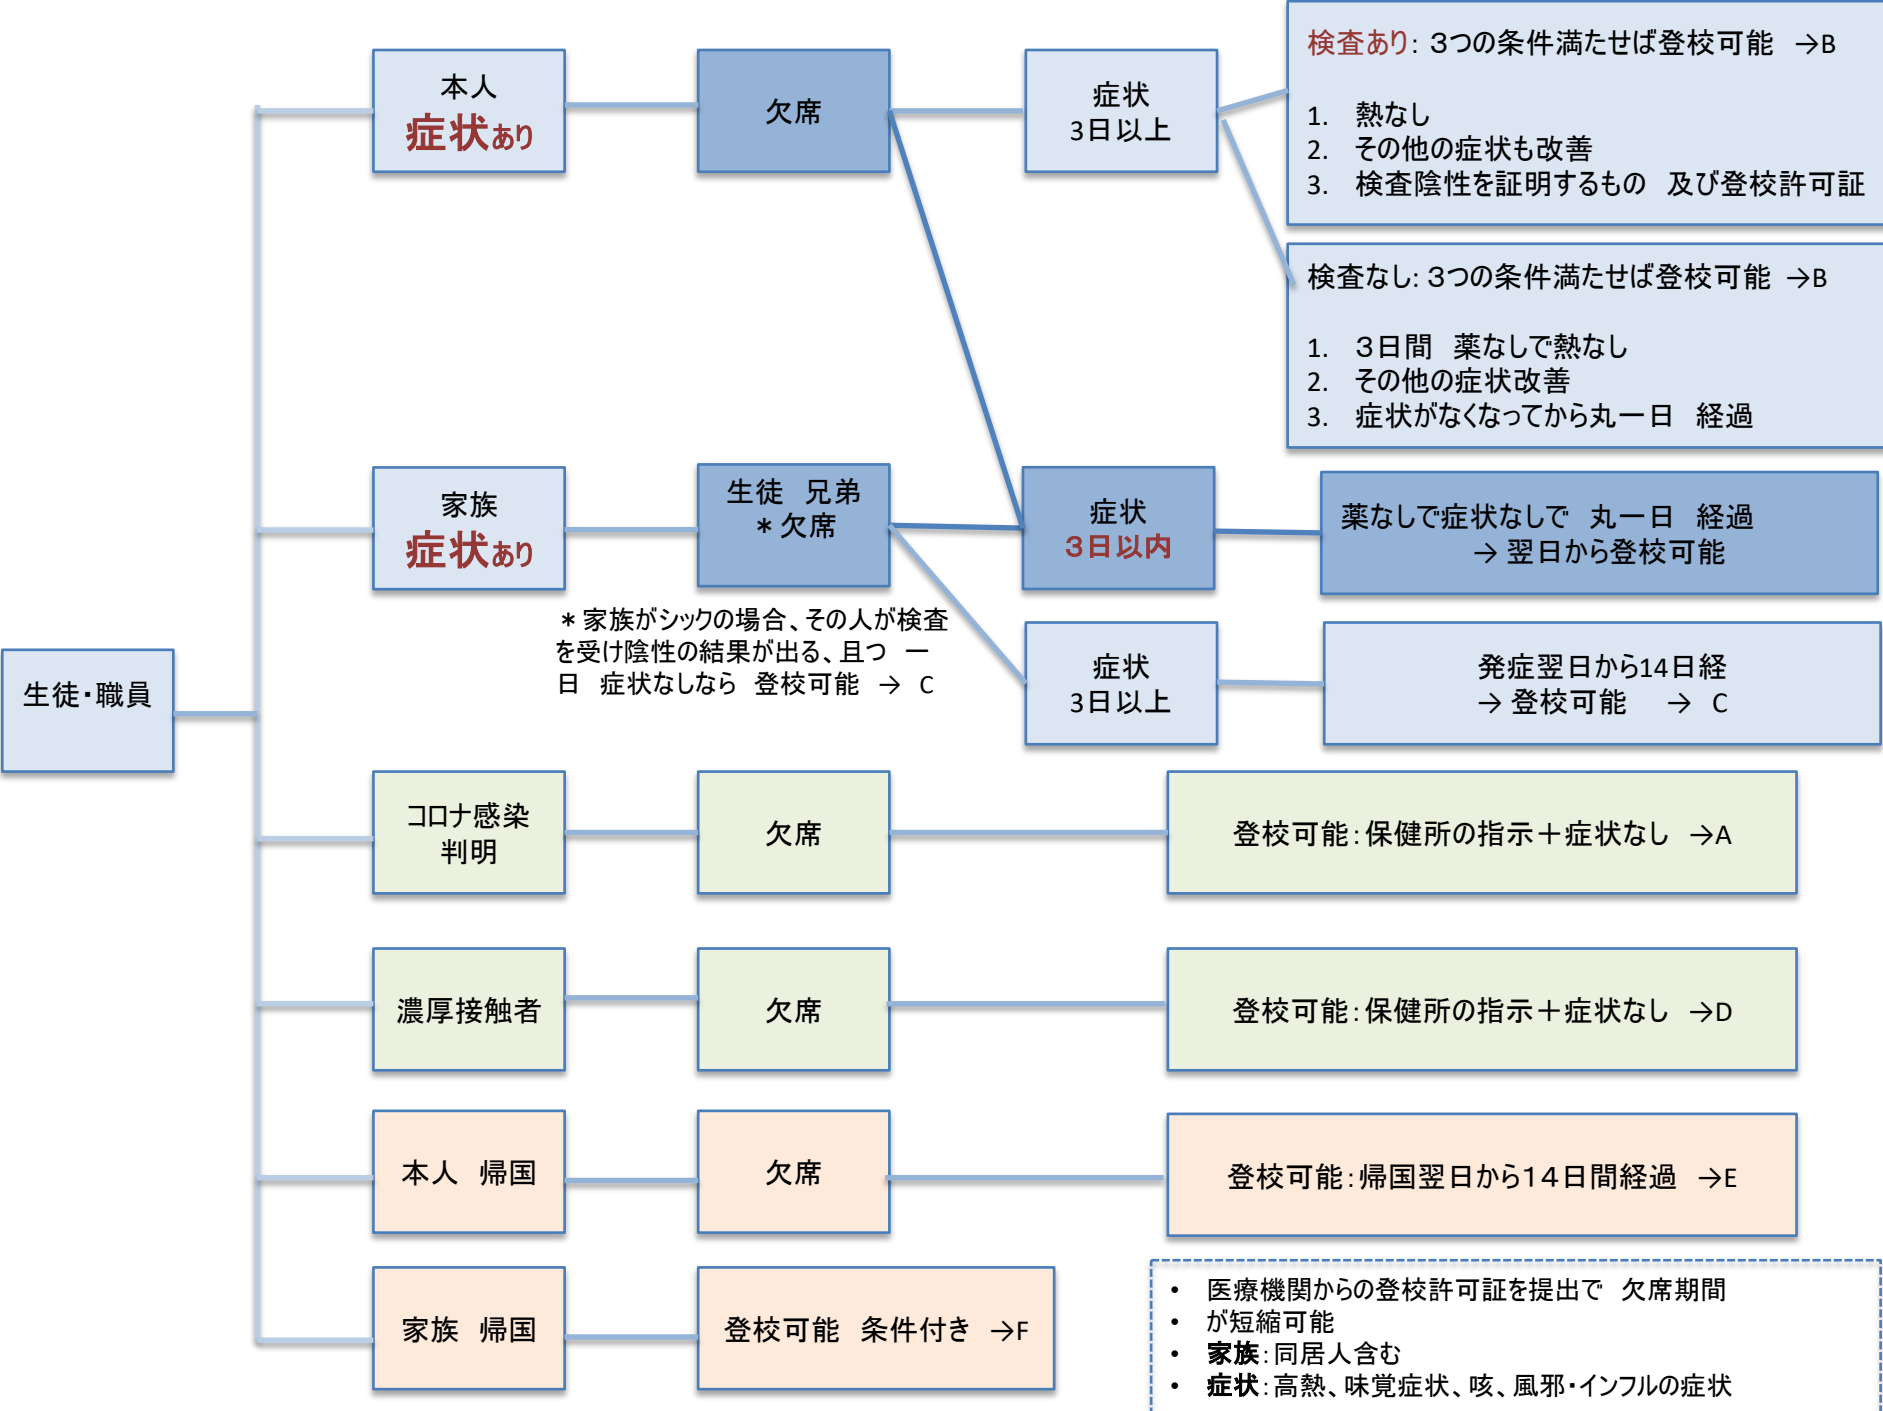 検査あり: 3つの条件満たせば登校可能 →B
1. 熱なし
2. その他の症状も改善
3. 検査陰性を証明するもの 及び登校許可証
本人
症状あり
欠席
症状
3日以上
検査なし: 3つの条件満たせば登校可能 →B
1. 3日間 薬なしで熱なし
2. その他の症状改善
3. 症状がなくなってから丸一日 経過
家族
症状あり
生徒 兄弟
＊欠席
症状
3日以内
薬なしで症状なしで 丸一日 経過
→ 翌日から登校可能
＊家族がシックの場合、その人が検査
を受け陰性の結果が出る、且つ 一
日 症状なしなら 登校可能 → C
症状
3日以上
発症翌日から14日経
→ 登校可能 → C
生徒・職員
コロナ感染
判明
欠席
登校可能：保健所の指示＋症状なし →A
濃厚接触者
欠席
登校可能：保健所の指示＋症状なし →D
本人 帰国
欠席
登校可能：帰国翌日から14日間経過 →E
家族 帰国
登校可能 条件付き →F
• 医療機関からの登校許可証を提出で 欠席期間
• が短縮可能
• 家族：同居人含む
• 症状：高熱、味覚症状、咳、風邪・インフルの症状